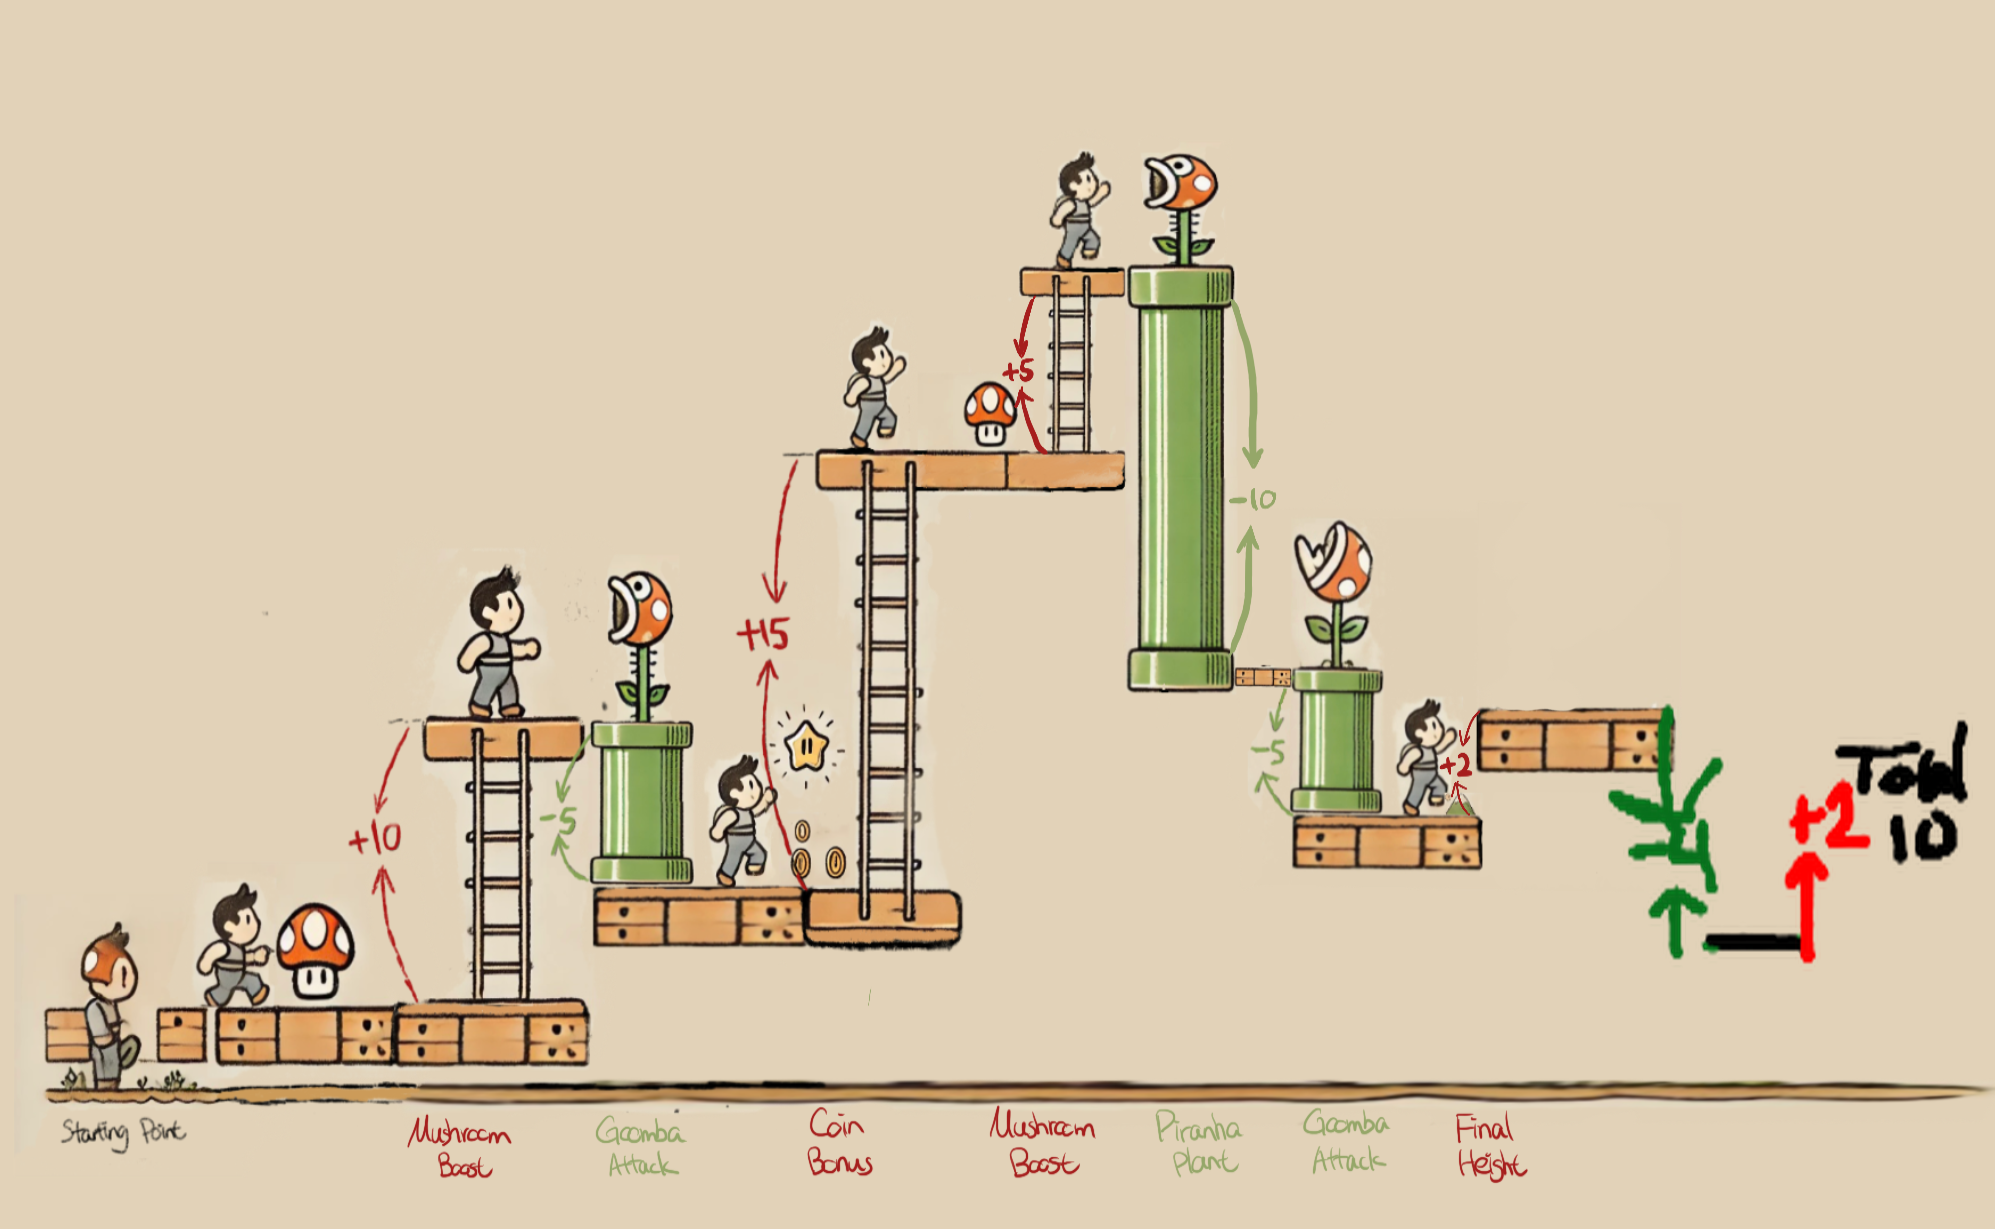 +5
-10
+15
-5
+10
-5
+2
Total
10
-4
+2
Starting Point
Mushroom
Boost
Goomba
Attack
Coin
Bonus
Mushroom
Boost
Piranha
Plant
Goomba
Attack
Final
Height